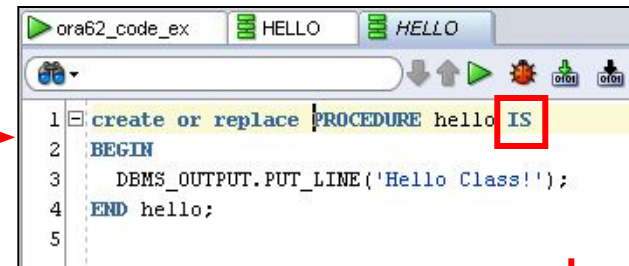 ora62_code_ex HELLO HELLO
1 create or replace PROCEDURE hello IS
2 BEGIN
3 DBMS_OUTPUT.PUT_LINE('Hello Class!');
4 END hello;
5